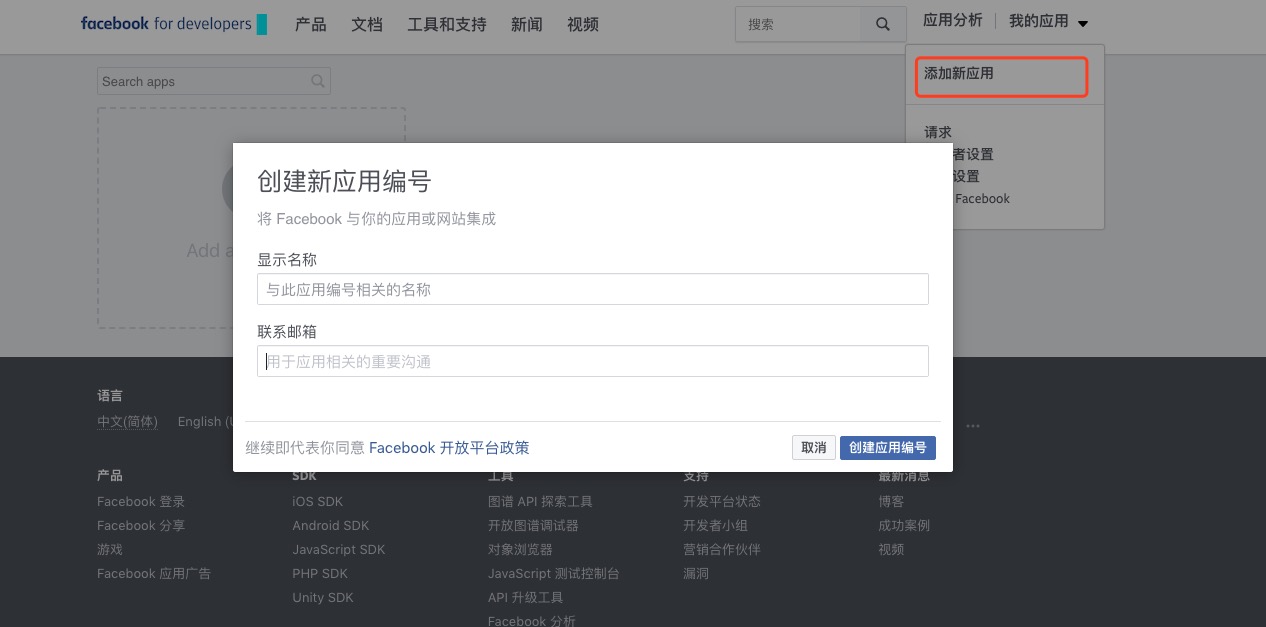 facebook for developers
产品 文档 工具和支持 新闻 视频
搜索
应用分析 我的应用
Search apps
添加新应用
请求
者设置
设置
Facebook
Add a
创建新应用编号
将 Facebook 与你的应用或网站集成
显示名称
与此应用编号相关的名称
联系邮箱
用于应用相关的重要沟通
继续即代表你同意 Facebook 开放平台政策
取消 创建应用编号
语言
中文(简体) English (U ...
产品 SDK 工具 支持 最新消息
Facebook 登录 iOS SDK 图谱 API 探索工具 开发平台状态 博客
Facebook 分享 Android SDK 开放图谱调试器 开发者小组 成功案例
游戏 JavaScript SDK 对象浏览器 营销合作伙伴 视频
Facebook 应用广告 PHP SDK JavaScript 测试控制台 漏洞
Unity SDK API 升级工具
Facebook 分析